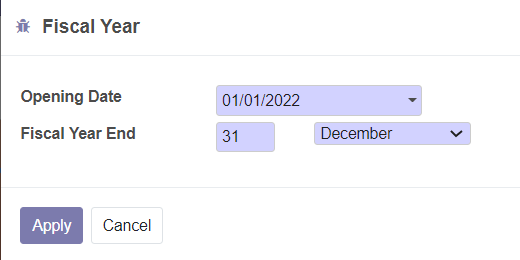 Fiscal Year
Opening Date 01/01/2022
Fiscal Year End 31 December
Apply Cancel